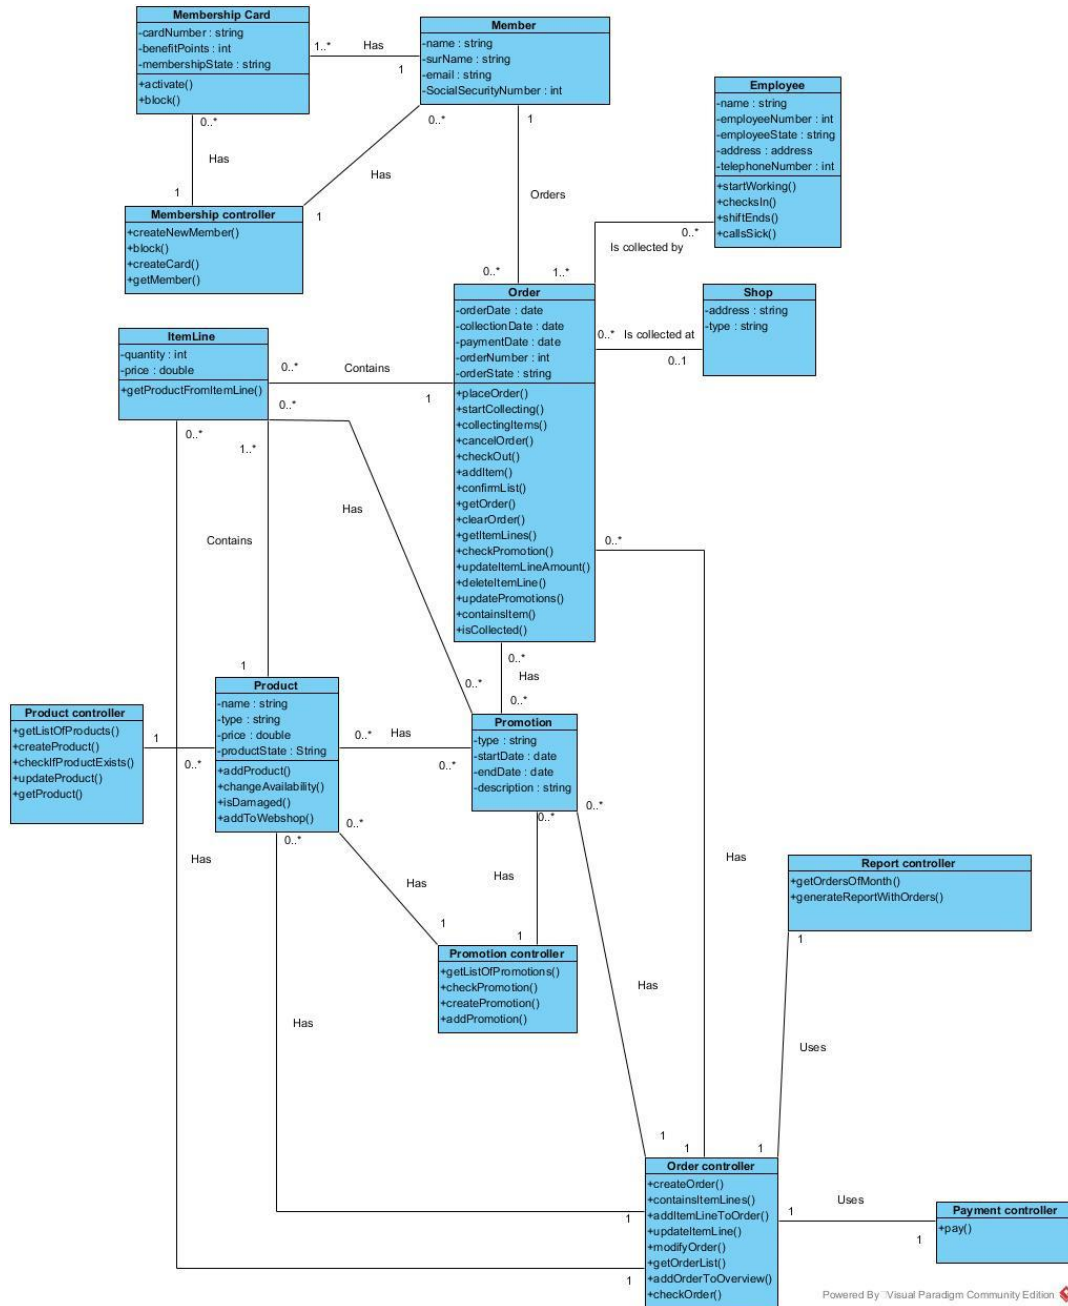 Membership Card
-cardNumber : string
-benefitPoints : int
-membershipState : string
+activate()
+block()
1..*
Has
1
Member
-name : string
-surName : string
-email : string
-SocialSecurityNumber : int
0..*
Has
1
0..*
Has
1
1
Orders
0..*
Employee
-name : string
-employeeNumber : int
-employeeState : string
-address : address
-telephoneNumber : int
+startWorking()
+checksIn()
+shiftEnds()
+callsSick()
Membership controller
+createNewMember()
+block()
+createCard()
+getMember()
0..*
Is collected by
1..*
Order
-orderDate : date
-collectionDate : date
-paymentDate : date
-orderNumber : int
-orderState : string
+placeOrder()
+startCollecting()
+collectingItems()
+cancelOrder()
+checkOut()
+addItem()
+confirmList()
+getOrder()
+clearOrder()
+getItemLines()
+checkPromotion()
+updateItemLineAmount()
+deleteItemLine()
+updatePromotions()
+containsItem()
+isCollected()
Shop
-address : string
-type : string
0..*
Is collected at
0..1
ItemLine
-quantity : int
-price : double
+getProductFromItemLine()
0..*
Contains
1
0..*
0..*
1..*
Has
Contains
0..*
1
0..*
0..*
Has
0..*
Product
-name : string
-type : string
-price : double
-productState : String
+addProduct()
+changeAvailability()
+isDamaged()
+addToWebshop()
Product controller
+getListOfProducts()
+createProduct()
+checkIfProductExists()
+updateProduct()
+getProduct()
1
0..*
0..*
Has
0..*
Promotion
-type : string
-startDate : date
-endDate : date
-description : string
0..*
0..*
0..*
0..*
Has
Has
Has
Has
1
1
Promotion controller
+getListOfPromotions()
+checkPromotion()
+createPromotion()
+addPromotion()
Report controller
+getOrdersOfMonth()
+generateReportWithOrders()
1
Has
Has
Uses
1
1
1
Order controller
+createOrder()
+containsItemLines()
+addItemLineToOrder()
+updateItemLine()
+modifyOrder()
+getOrderList()
+addOrderToOverview()
+checkOrder()
1
1
1
Uses
1
Payment controller
+pay()
Powered By Visual Paradigm Community Edition